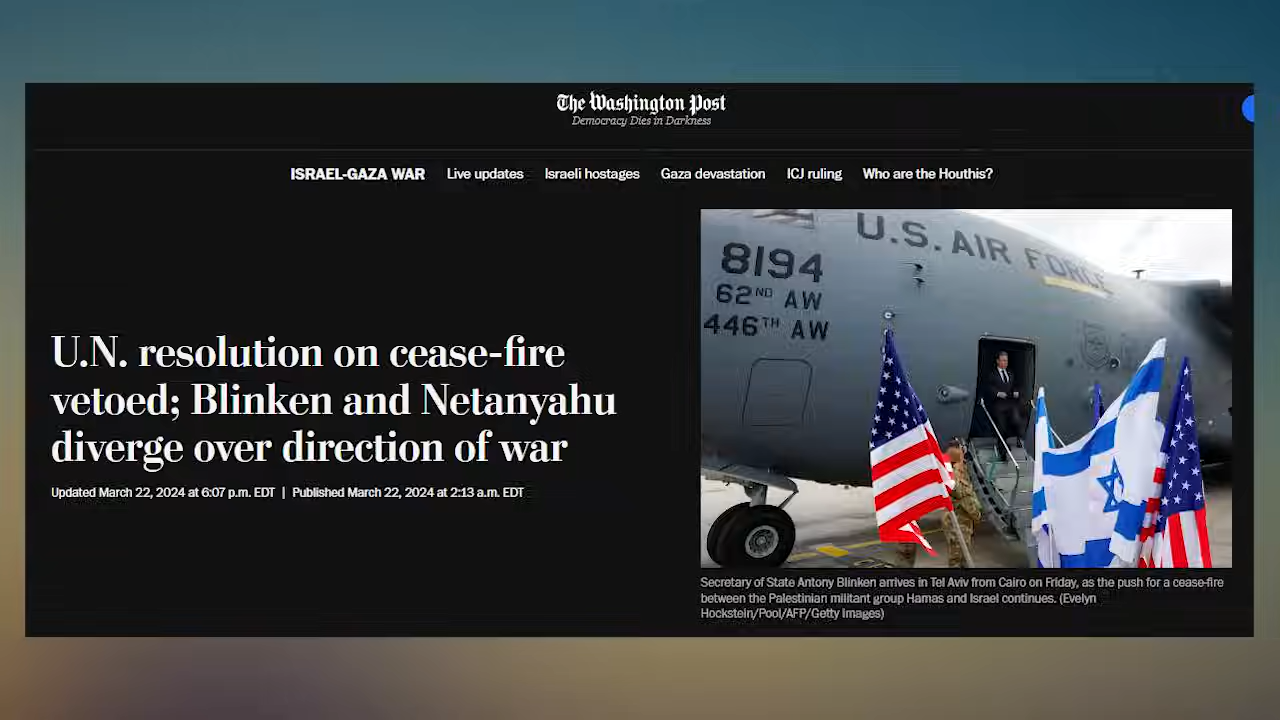 The Washington Post
Democracy Dies in Darkness
ISRAEL-GAZA WAR Live updates Israeli hostages Gaza devastation ICJ ruling Who are the Houthis?
U.N. resolution on cease-fire
vetoed; Blinken and Netanyahu
diverge over direction of war
Updated March 22, 2024 at 6:07 p.m. EDT | Published March 22, 2024 at 2:13 a.m. EDT
U.S. AIR FORCE
8194
62ND AW
446TH AW
Secretary of State Antony Blinken arrives in Tel Aviv from Cairo on Friday, as the push for a cease-fire
between the Palestinian militant group Hamas and Israel continues. (Evelyn
Hockstein/Pool/AFP/Getty Images)